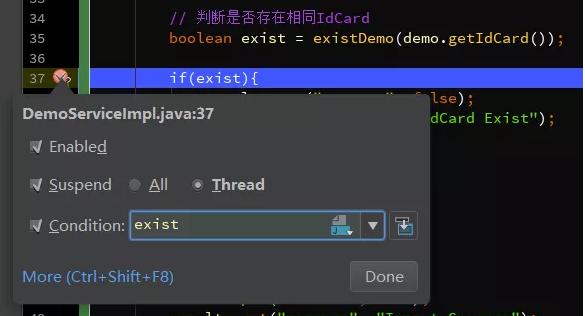 33
34 // 判断是否存在相同IdCard
35 boolean exist = existDemo(demo.getIdCard());
36
37 if(exist){
false);
dCard Exist");
DemoServiceImpl.java:37
Enabled
Suspend All Thread
Condition: exist
More (Ctrl+Shift+F8) Done